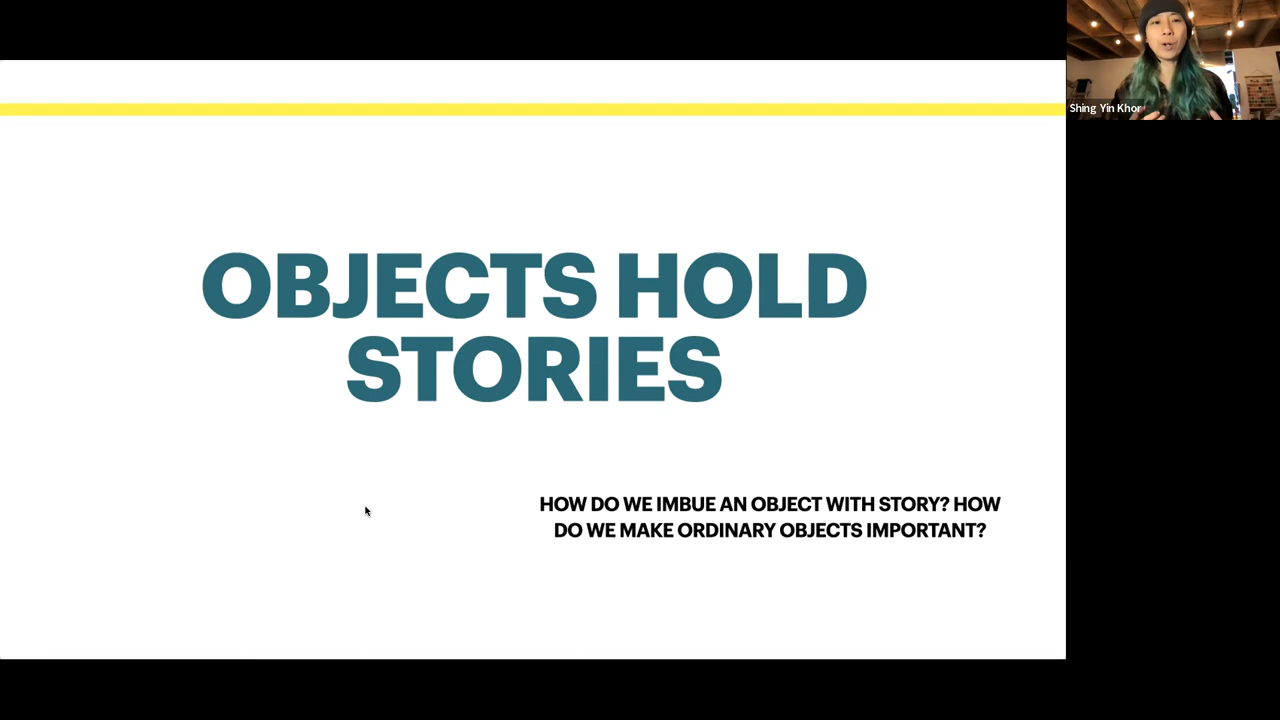 Shing Yin Khor
OBJECTS HOLD
STORIES
HOW DO WE IMBUE AN OBJECT WITH STORY? HOW
DO WE MAKE ORDINARY OBJECTS IMPORTANT?